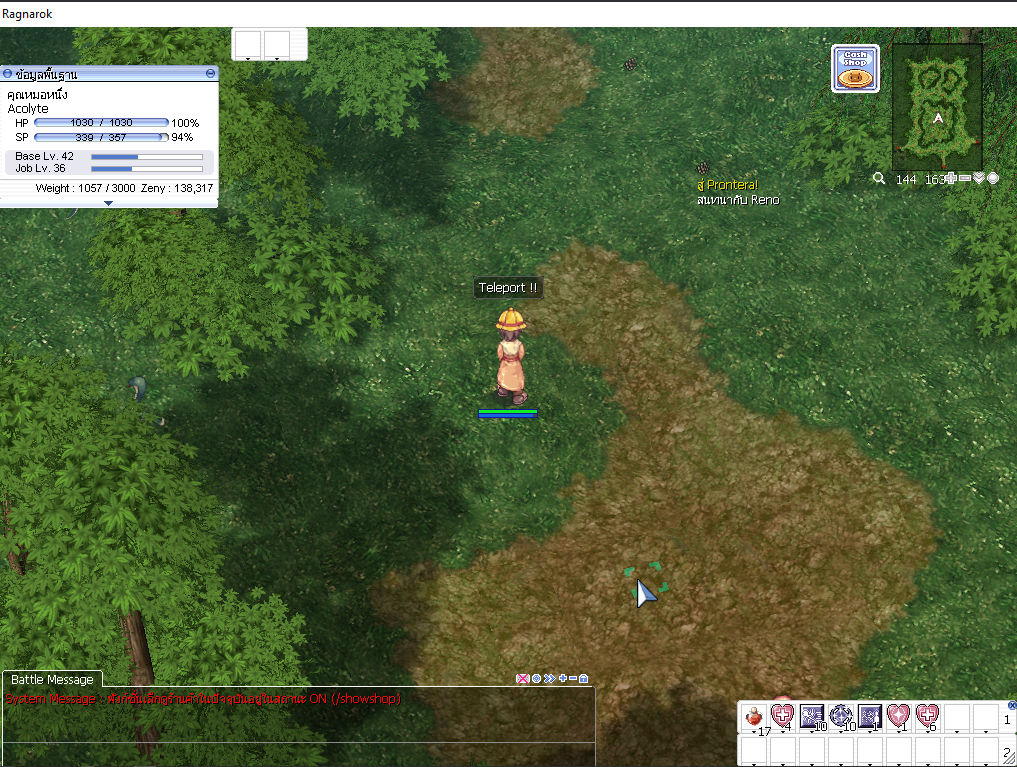 Ragnarok
ข้อมูลพื้นฐาน
คุณหมอหนึ่ง
Acolyte
HP 1030 / 1030 100%
SP 339 / 357 94%
Base Lv. 42
Job Lv. 36
Weight : 1057 / 3000 Zeny : 138,317
Cash Shop
144 163
สู่ Prontera!
สนทนากับ Reno
Teleport !!
Battle Message
System Message : ON (/showshop)
17 4 10 10 1 1 6 1
2